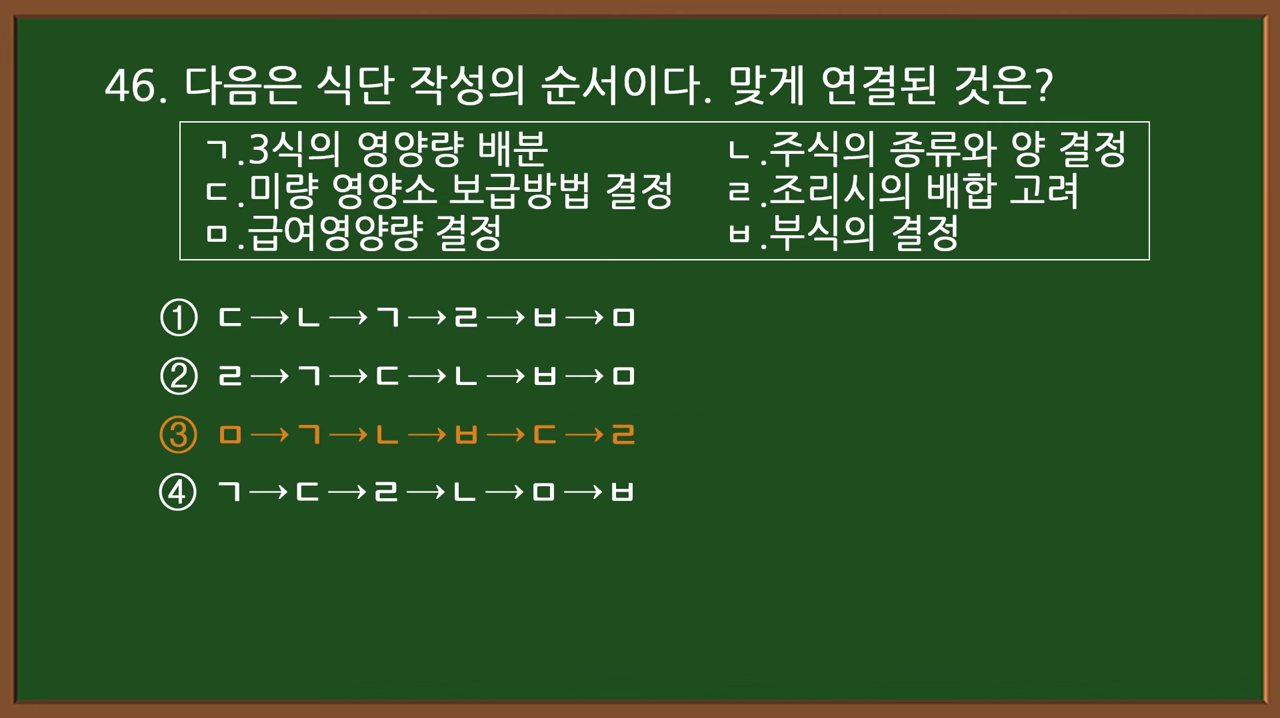 46. 다음은 식단 작성의 순서이다. 맞게 연결된 것은?
ㄱ.3식의 영양량 배분 ㄴ.주식의 종류와 양 결정
ㄷ.미량 영양소 보급방법 결정 ㄹ.조리시의 배합 고려
ㅁ.급여영양량 결정 ㅂ.부식의 결정
① ㄷ→ㄴ→ㄱ→ㄹ→ㅂ→ㅁ
② ㄹ→ㄱ→ㄷ→ㄴ→ㅂ→ㅁ
③ ㅁ→ㄱ→ㄴ→ㅂ→ㄷ→ㄹ
④ ㄱ→ㄷ→ㄹ→ㄴ→ㅁ→ㅂ